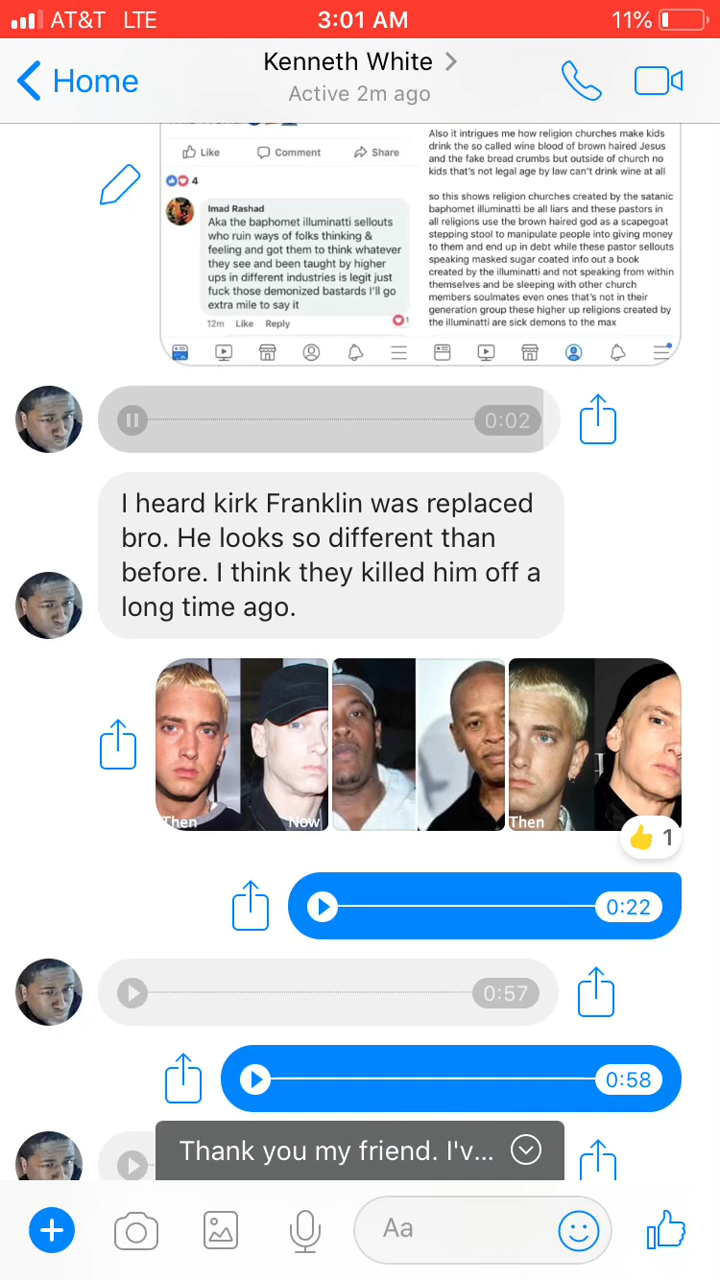 AT&T LTE 3:01 AM 11%
Home
Kenneth White
Active 2m ago
Like Comment Share
4
Imad Rashad
Aka the baphomet illuminatti sellouts
who ruin ways of folks thinking &
feeling and got them to think whatever
they see and been taught by higher
ups in different industries is legit just
fuck those demonized bastards I'll go
extra mile to say it
12m Like Reply 1
Also it intrigues me how religion churches make kids
drink the so called wine blood of brown haired Jesus
and the fake bread crumbs but outside of church no
kids that's not legal age by law can't drink wine at all
so this shows religion churches created by the satanic
baphomet illuminatti be all liars and these pastors in
all religions use the brown haired god as a scapegoat
stepping stool to manipulate people into giving money
to them and end up in debt while these pastor sellouts
speaking masked sugar coated info out a book
created by the illuminatti and not speaking from within
themselves and be sleeping with other church
members soulmates even ones that's not in their
generation group these higher up religions created by
the illuminatti are sick demons to the max
0:02
I heard kirk Franklin was replaced
bro. He looks so different than
before. I think they killed him off a
long time ago.
Then Now
Then
1
0:22
0:57
0:58
Thank you my friend. I'v...
Aa